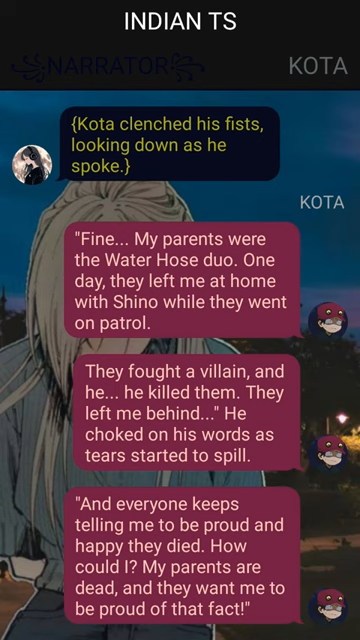 INDIAN TS
NARRATOR
KOTA
{Kota clenched his fists,
looking down as he
spoke.}
KOTA
"Fine... My parents were
the Water Hose duo. One
day, they left me at home
with Shino while they went
on patrol.
They fought a villain, and
he... he killed them. They
left me behind..." He
choked on his words as
tears started to spill.
"And everyone keeps
telling me to be proud and
happy they died. How
could I? My parents are
dead, and they want me to
be proud of that fact!"